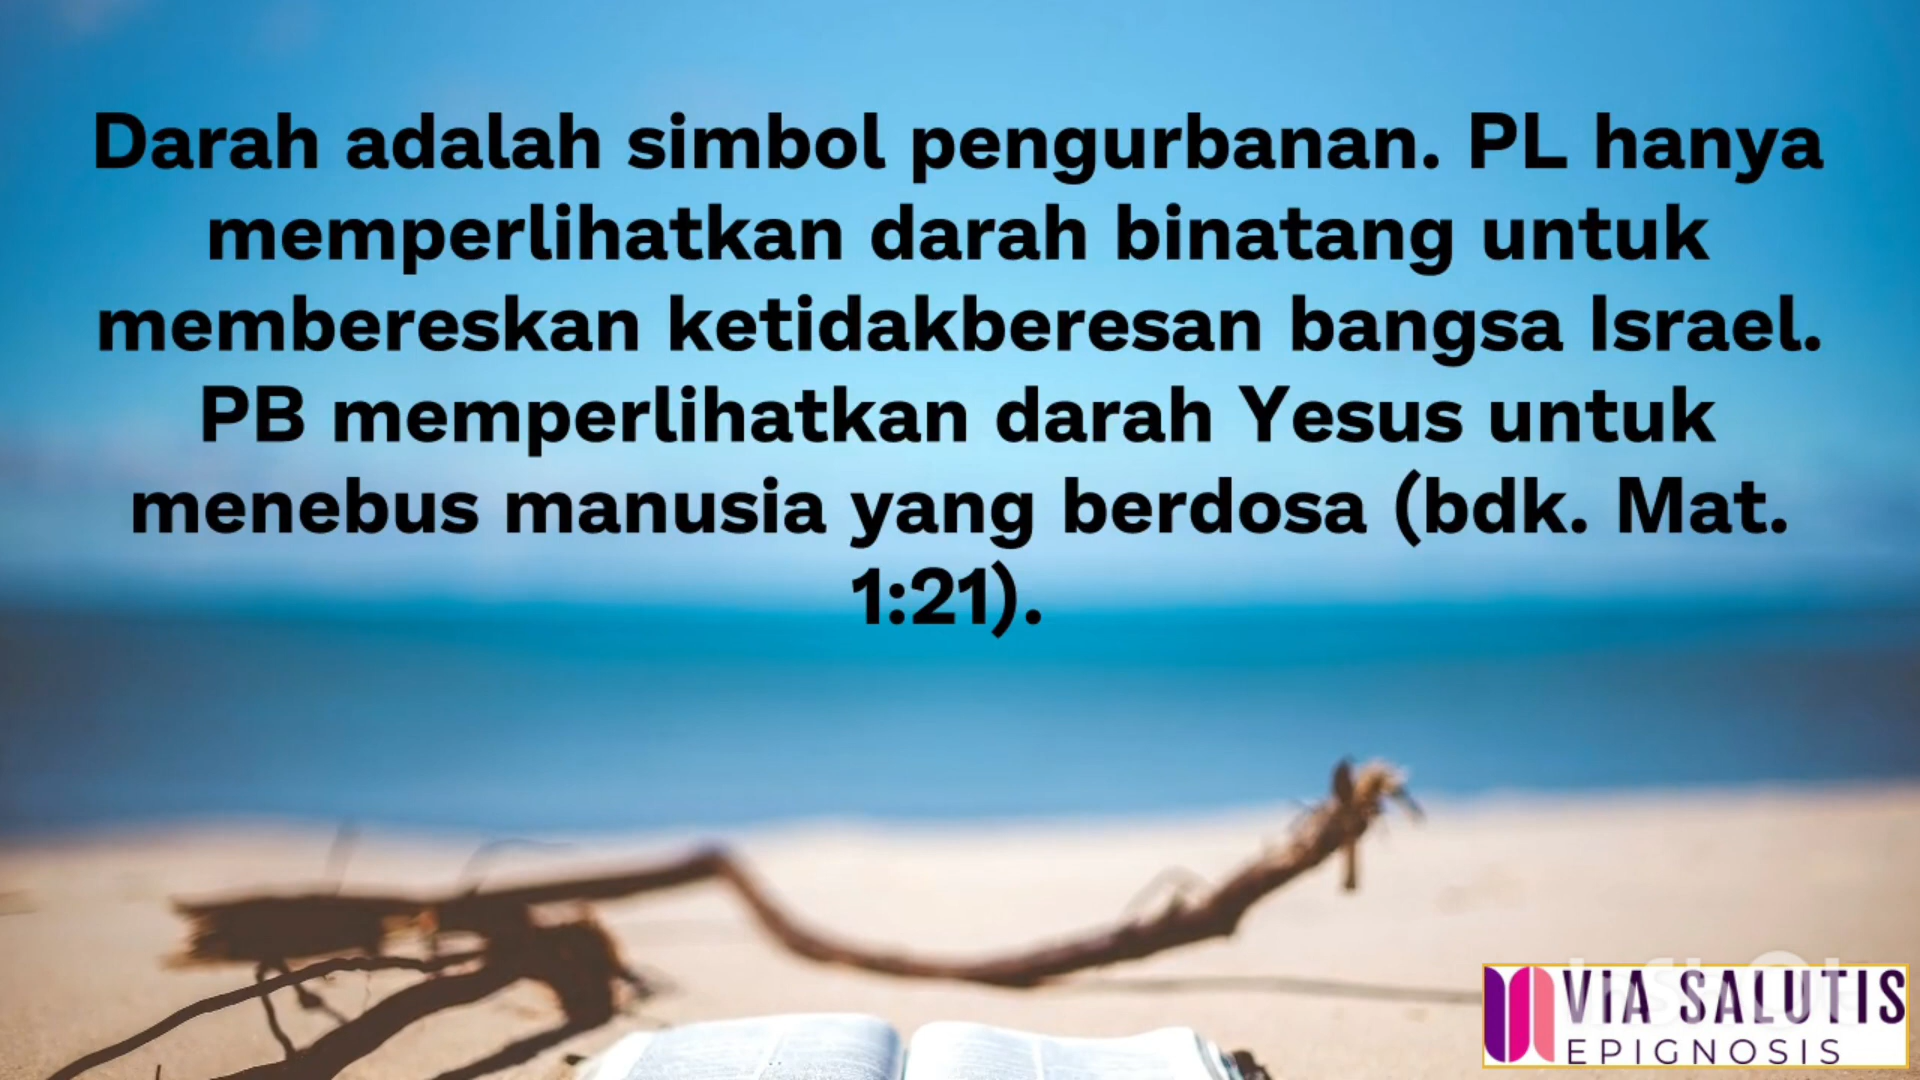 Darah adalah simbol pengurbanan. PL hanya
memperlihatkan darah binatang untuk
membereskan ketidakberesan bangsa Israel.
PB memperlihatkan darah Yesus untuk
menebus manusia yang berdosa (bdk. Mat.
1:21).
VIA SALUTIS
EPIGNOSIS